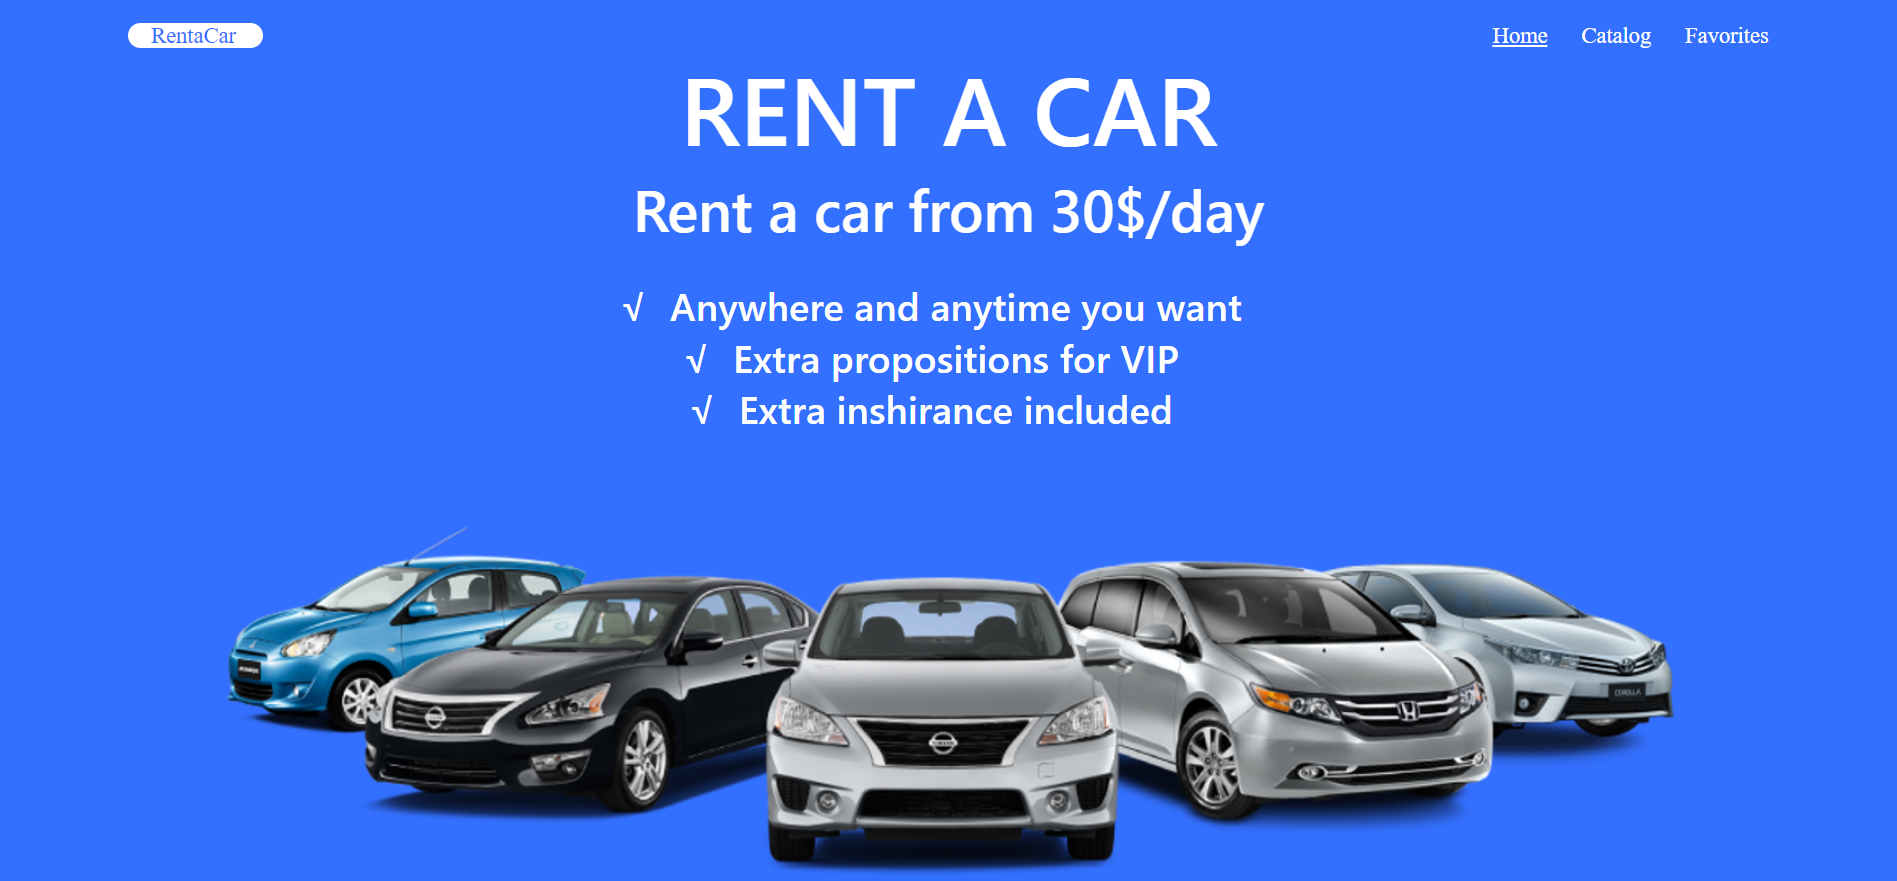 RentaCar
Home Catalog Favorites
RENT A CAR
Rent a car from 30$/day
√ Anywhere and anytime you want
√ Extra propositions for VIP
√ Extra inshirance included
COROLLA